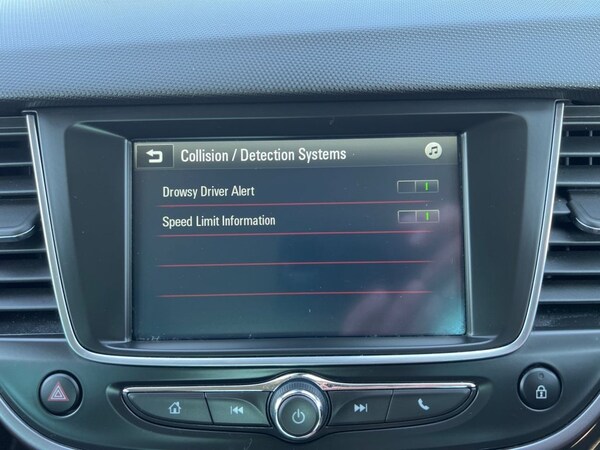 Collision / Detection Systems
Drowsy Driver Alert
Speed Limit Information